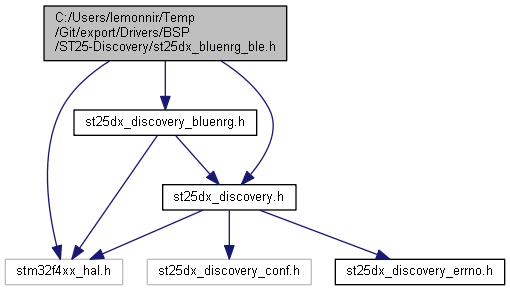 C:/Users/lemonnir/Temp
/Git/export/Drivers/BSP
/ST25-Discovery/st25dx_bluenrg_ble.h
st25dx_discovery_bluenrg.h
st25dx_discovery.h
stm32f4xx_hal.h
st25dx_discovery_conf.h
st25dx_discovery_errno.h